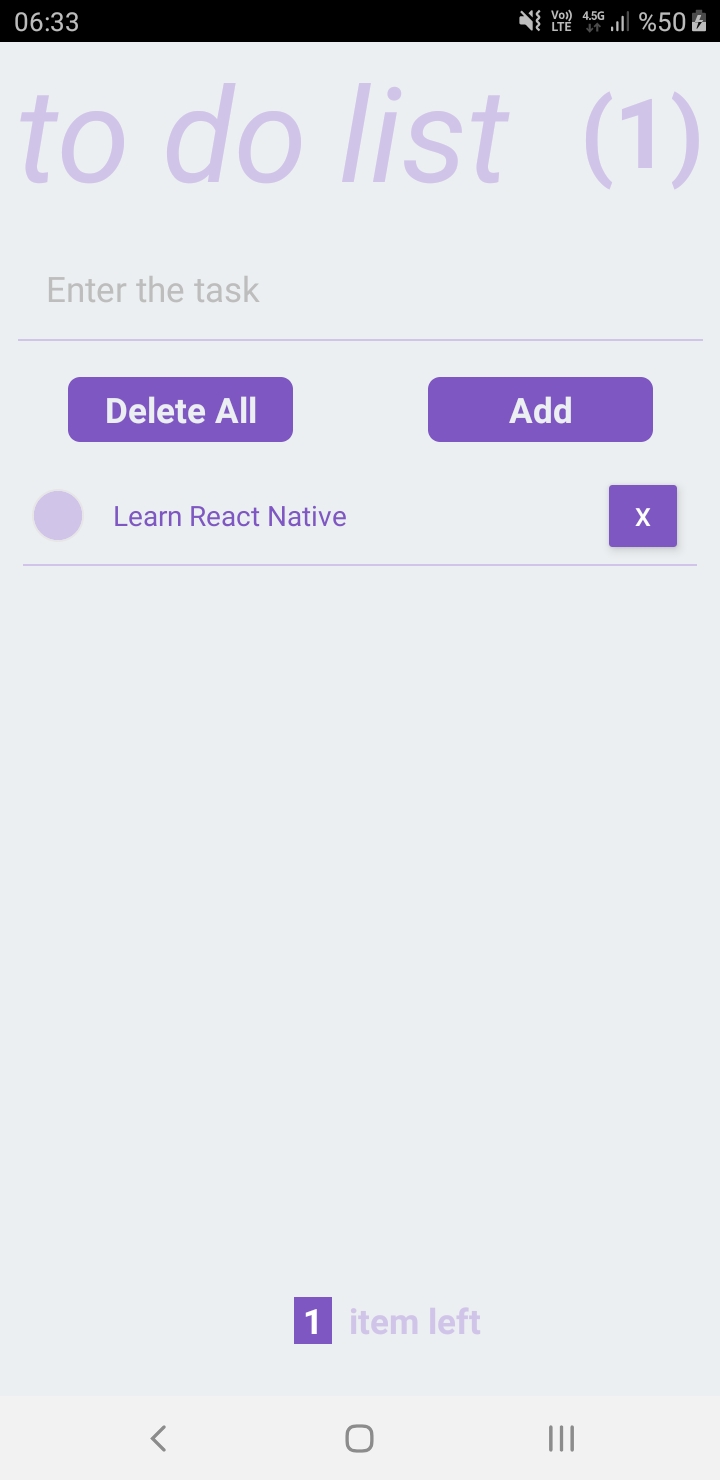 06:33 Vo)) LTE 4.5G %50
to do list (1)
Enter the task
Delete All Add
Learn React Native X
1 item left